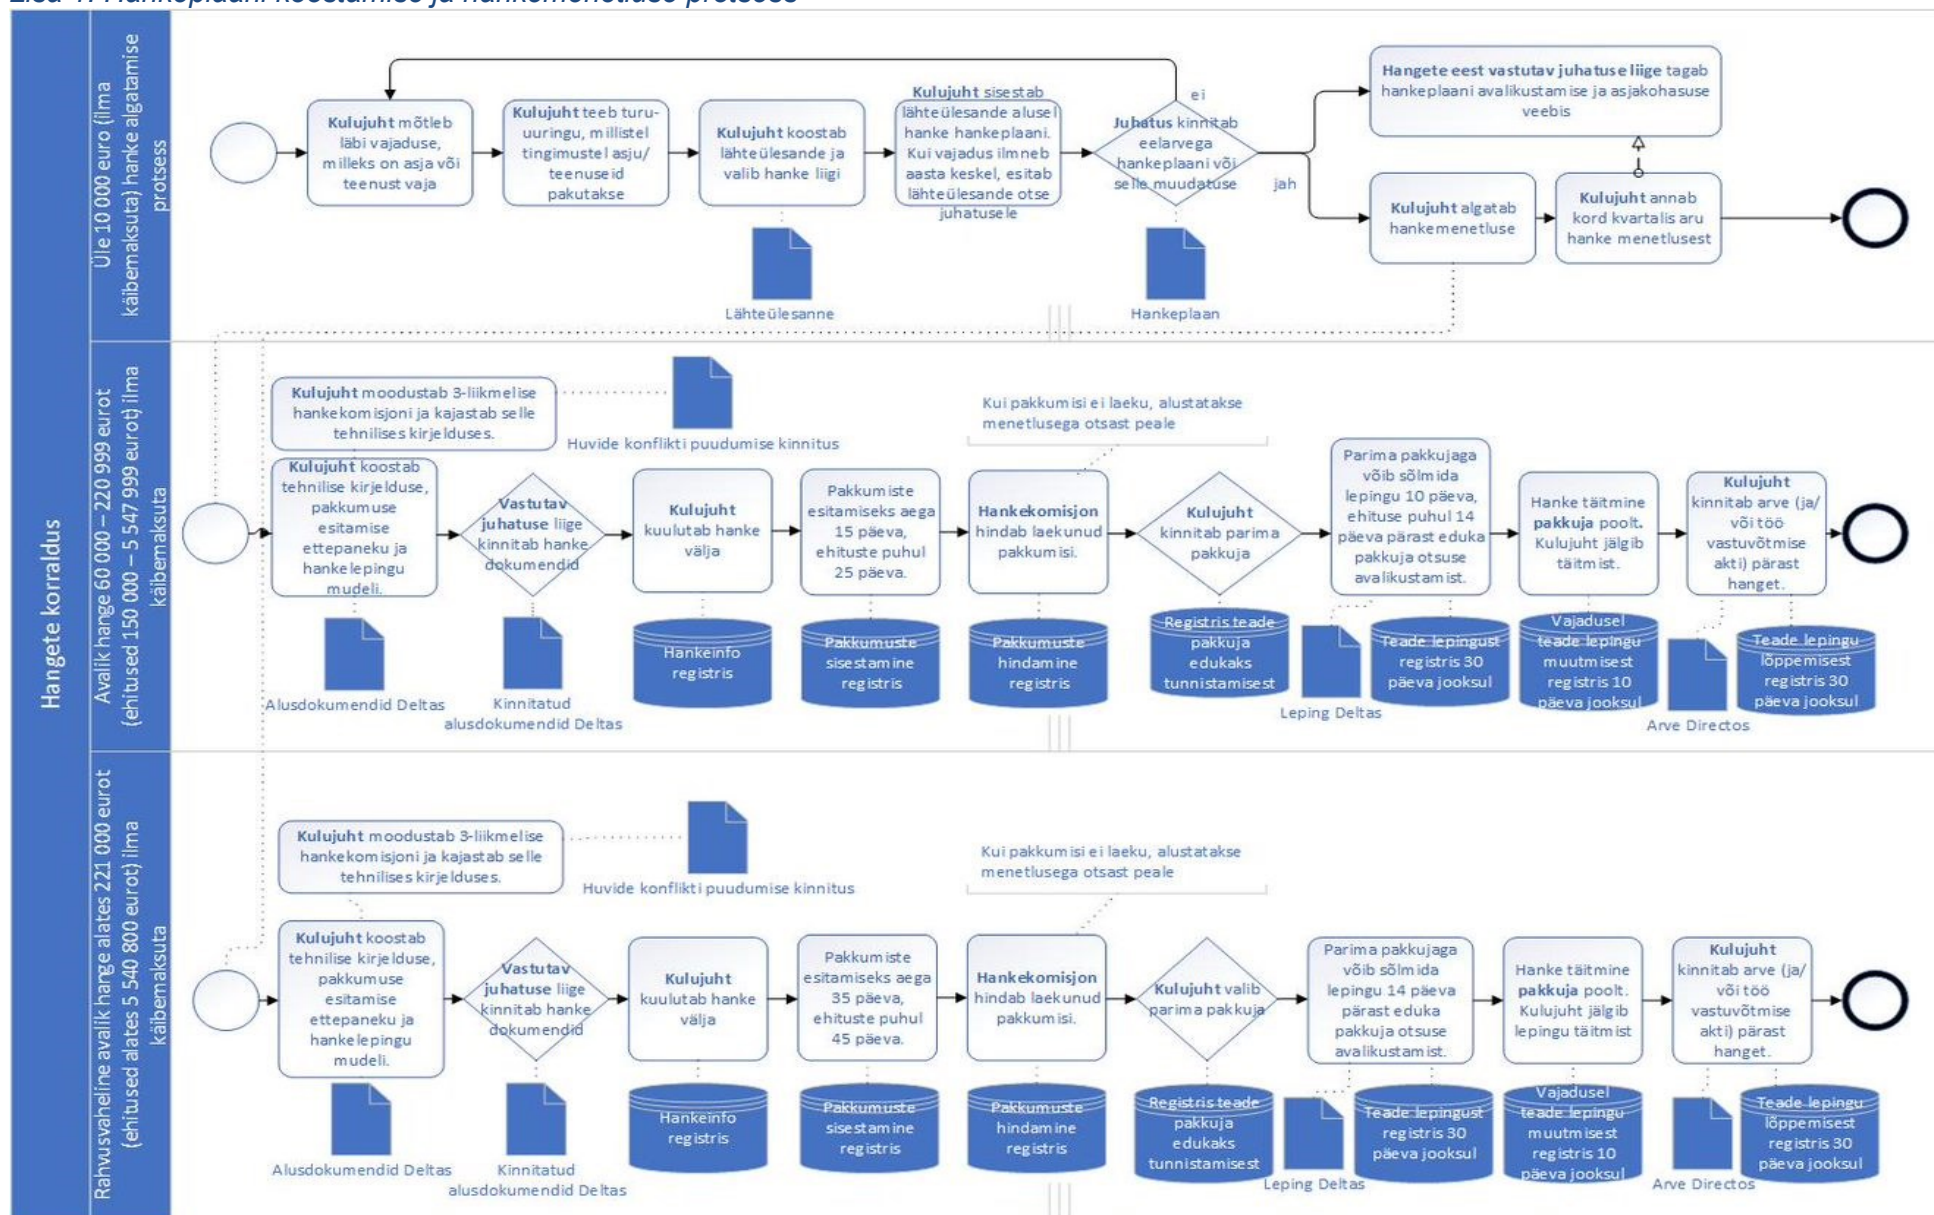 Hangete korraldus
Üle 10 000 euro (ilma
käibemaksuta) hanke algatamise
protsess
Kulujuht mõtleb
läbi vajaduse,
milleks on asja või
teenust vaja
Kulujuht teeb turu-
uuringu, millistel
tingimustel asju/
teenuseid
pakutakse
Kulujuht koostab
lähteülesande ja
valib hanke liigi
Kulujuht sisestab
lähteülesande alusel
hanke hankeplaani.
Kui vajadus ilmneb
aasta keskel, esitab
lähteülesande otse
juhatusele
ei
Juhatus kinnitab
eelarvega
hankeplaani või
selle muudatuse
jah
Hangete eest vastutav juhatuse liige tagab
hankeplaani avalikustamise ja asjakohasuse
veebis
Kulujuht algatab
hankemenetluse
Kulujuht annab
kord kvartalis aru
hanke menetlusest
Lähteülesanne
Hankeplaan
Avalik hange 60 000 – 220 999 eurot
(ehitused 150 000 – 5 547 999 eurot) ilma
käibemaksuta
Kulujuht moodustab 3-liikmelise
hankekomisjoni ja kajastab selle
tehnilises kirjelduses.
Huvide konflikti puudumise kinnitus
Kui pakkumisi ei laeku, alustatakse
menetlusega otsast peale
Kulujuht koostab
tehnilise kirjelduse,
pakkumuse
esitamise
ettepaneku ja
hankelepingu
mudeli.
Vastutav
juhatuse liige
kinnitab hanke
dokumendid
Kulujuht
kuulutab hanke
välja
Pakkumiste
esitamiseks aega
15 päeva,
ehituste puhul
25 päeva.
Hankekomisjon
hindab laekunud
pakkumisi.
Kulujuht
kinnitab parima
pakkuja
Parima pakkujaga
võib sõlmida
lepingu 10 päeva,
ehituse puhul 14
päeva pärast eduka
pakkuja otsuse
avalikustamist.
Hanke täitmine
pakkuja poolt.
Kulujuht jälgib
täitmist.
Kulujuht
kinnitab arve (ja/
või töö
vastuvõtmise
akti) pärast
hanget.
Alusdokumendid Deltas
Kinnitatud
alusdokumendid Deltas
Hankeinfo
registris
Pakkumuste
sisestamine
registris
Pakkumuste
hindamine
registris
Registris teade
pakkuja
edukaks
tunnistamisest
Leping Deltas
Teade lepingust
registris 30
päeva jooksul
Vajadusel
teade lepingu
muutmisest
registris 10
päeva jooksul
Arve Directos
Teade lepingu
lõppemisest
registris 30
päeva jooksul
Rahvusvaheline avalik hange alates 221 000 eurot
(ehitused alates 5 540 800 eurot) ilma
käibemaksuta
Kulujuht moodustab 3-liikmelise
hankekomisjoni ja kajastab selle
tehnilises kirjelduses.
Huvide konflikti puudumise kinnitus
Kui pakkumisi ei laeku, alustatakse
menetlusega otsast peale
Kulujuht koostab
tehnilise kirjelduse,
pakkumuse
esitamise
ettepaneku ja
hankelepingu
mudeli.
Vastutav
juhatuse liige
kinnitab hanke
dokumendid
Kulujuht
kuulutab hanke
välja
Pakkumiste
esitamiseks aega
35 päeva,
ehituste puhul
45 päeva.
Hankekomisjon
hindab laekunud
pakkumisi.
Kulujuht valib
parima pakkuja
Parima pakkujaga
võib sõlmida
lepingu 14 päeva
pärast eduka
pakkuja otsuse
avalikustamist.
Hanke täitmine
pakkuja poolt.
Kulujuht jälgib
lepingu täitmist
Kulujuht
kinnitab arve (ja/
või töö
vastuvõtmise
akti) pärast
hanget.
Alusdokumendid Deltas
Kinnitatud
alusdokumendid Deltas
Hankeinfo
registris
Pakkumuste
sisestamine
registris
Pakkumuste
hindamine
registris
Registris teade
pakkuja
edukaks
tunnistamisest
Leping Deltas
Teade lepingust
registris 30
päeva jooksul
Vajadusel
teade lepingu
muutmisest
registris 10
päeva jooksul
Arve Directos
Teade lepingu
lõppemisest
registris 30
päeva jooksul